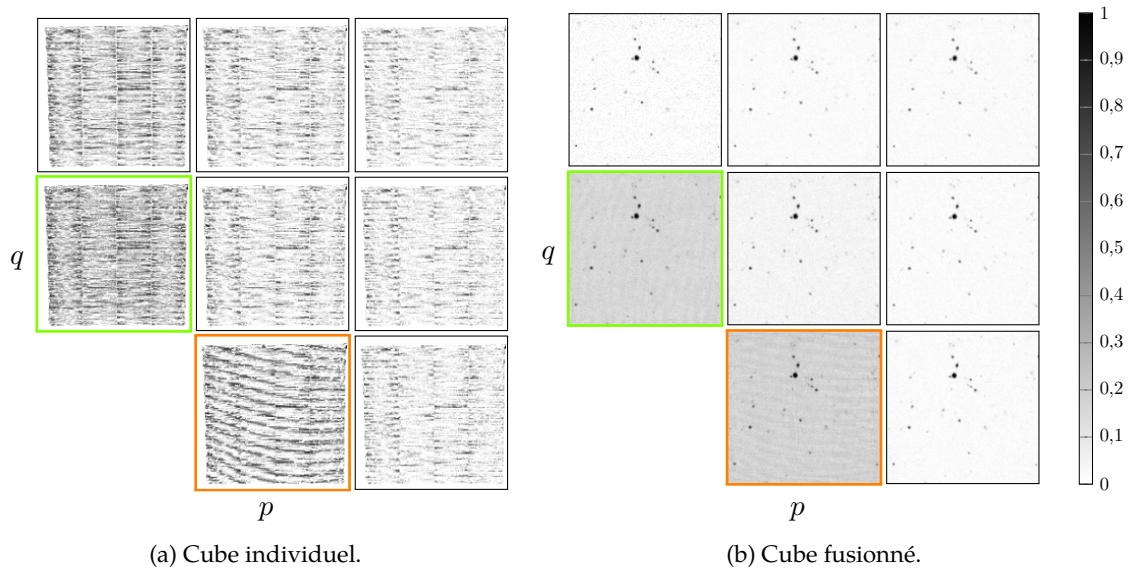 q
p
(a) Cube individuel.
q
p
(b) Cube fusionné.
1
0,9
0,8
0,7
0,6
0,5
0,4
0,3
0,2
0,1
0